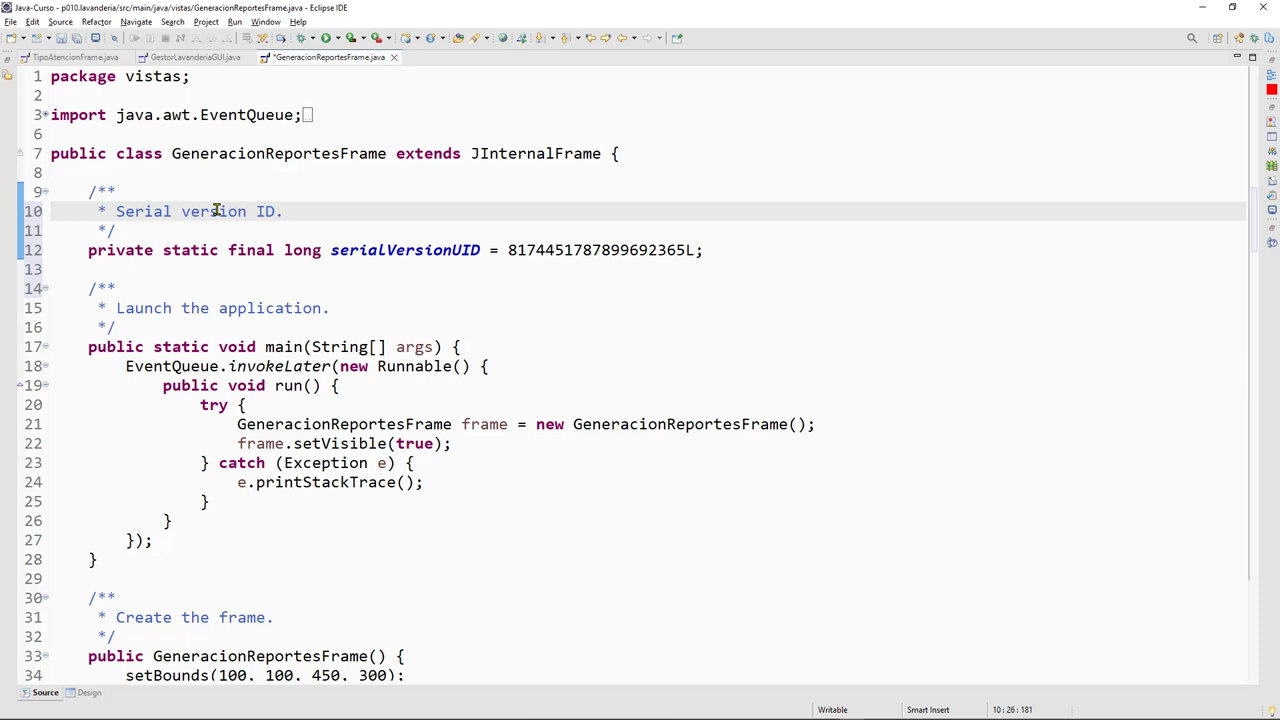 Java-Curso - p010.lavanderia/src/main/java/vistas/GeneracionReportesFrame.java - Eclipse IDE
File Edit Source Refactor Navigate Search Project Run Window Help
TipoAtencionFrame.java GestorLavanderiaGUI.java *GeneracionReportesFrame.java
1 package vistas;
2
3 import java.awt.EventQueue;
6
7 public class GeneracionReportesFrame extends JInternalFrame {
8
9 /**
10 * Serial version ID.
11 */
12 private static final long serialVersionUID = 8174451787899692365L;
13
14 /**
15 * Launch the application.
16 */
17 public static void main(String[] args) {
18 EventQueue.invokeLater(new Runnable() {
19 public void run() {
20 try {
21 GeneracionReportesFrame frame = new GeneracionReportesFrame();
22 frame.setVisible(true);
23 } catch (Exception e) {
24 e.printStackTrace();
25 }
26 }
27 });
28 }
29
30 /**
31 * Create the frame.
32 */
33 public GeneracionReportesFrame() {
34 setBounds(100, 100, 450, 300);
Source Design
Writable Smart Insert 10 : 26 : 181